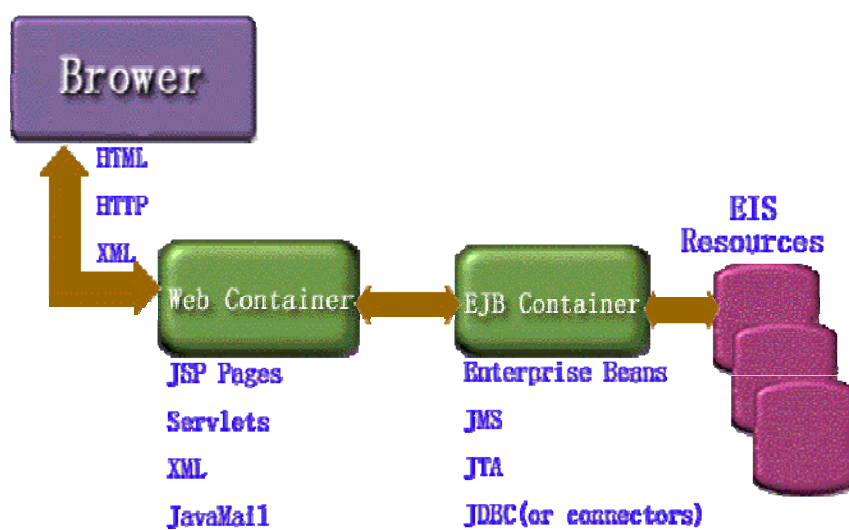 Brower
HTML
HTTP
XML
EIS
Resources
Web Container
EJB Container
JSP Pages
Servlets
XML
JavaMail
Enterprise Beans
JMS
JTA
JDBC(or connectors)